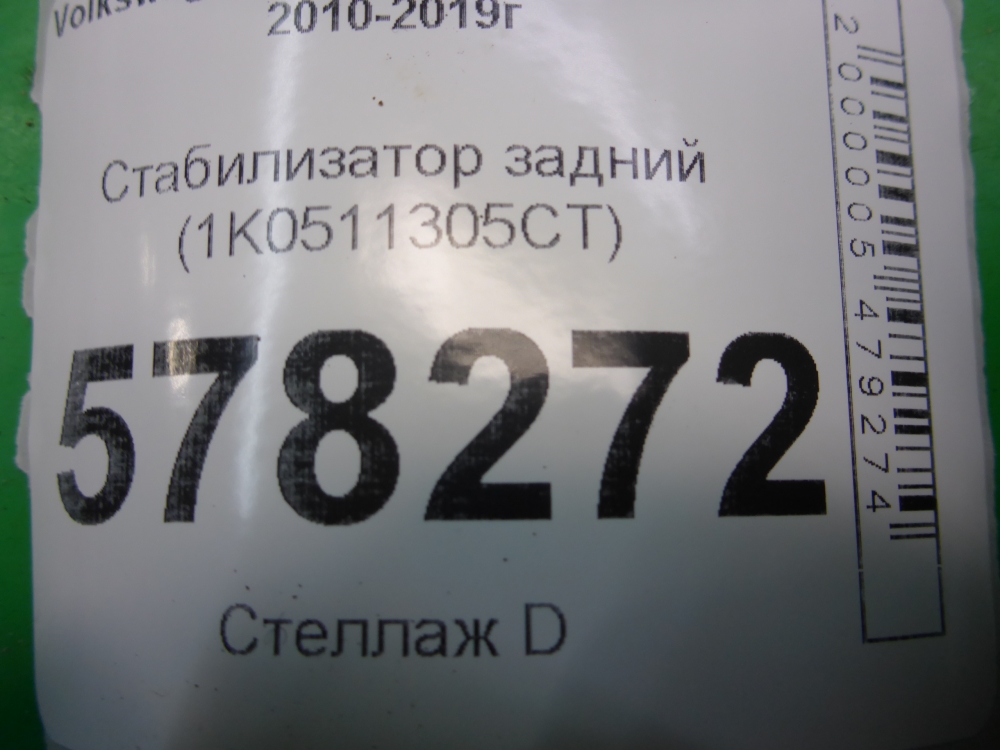 2010-2019г
Стабилизатор задний
(1K0511305CT)
578272
Стеллаж D
2000005479274